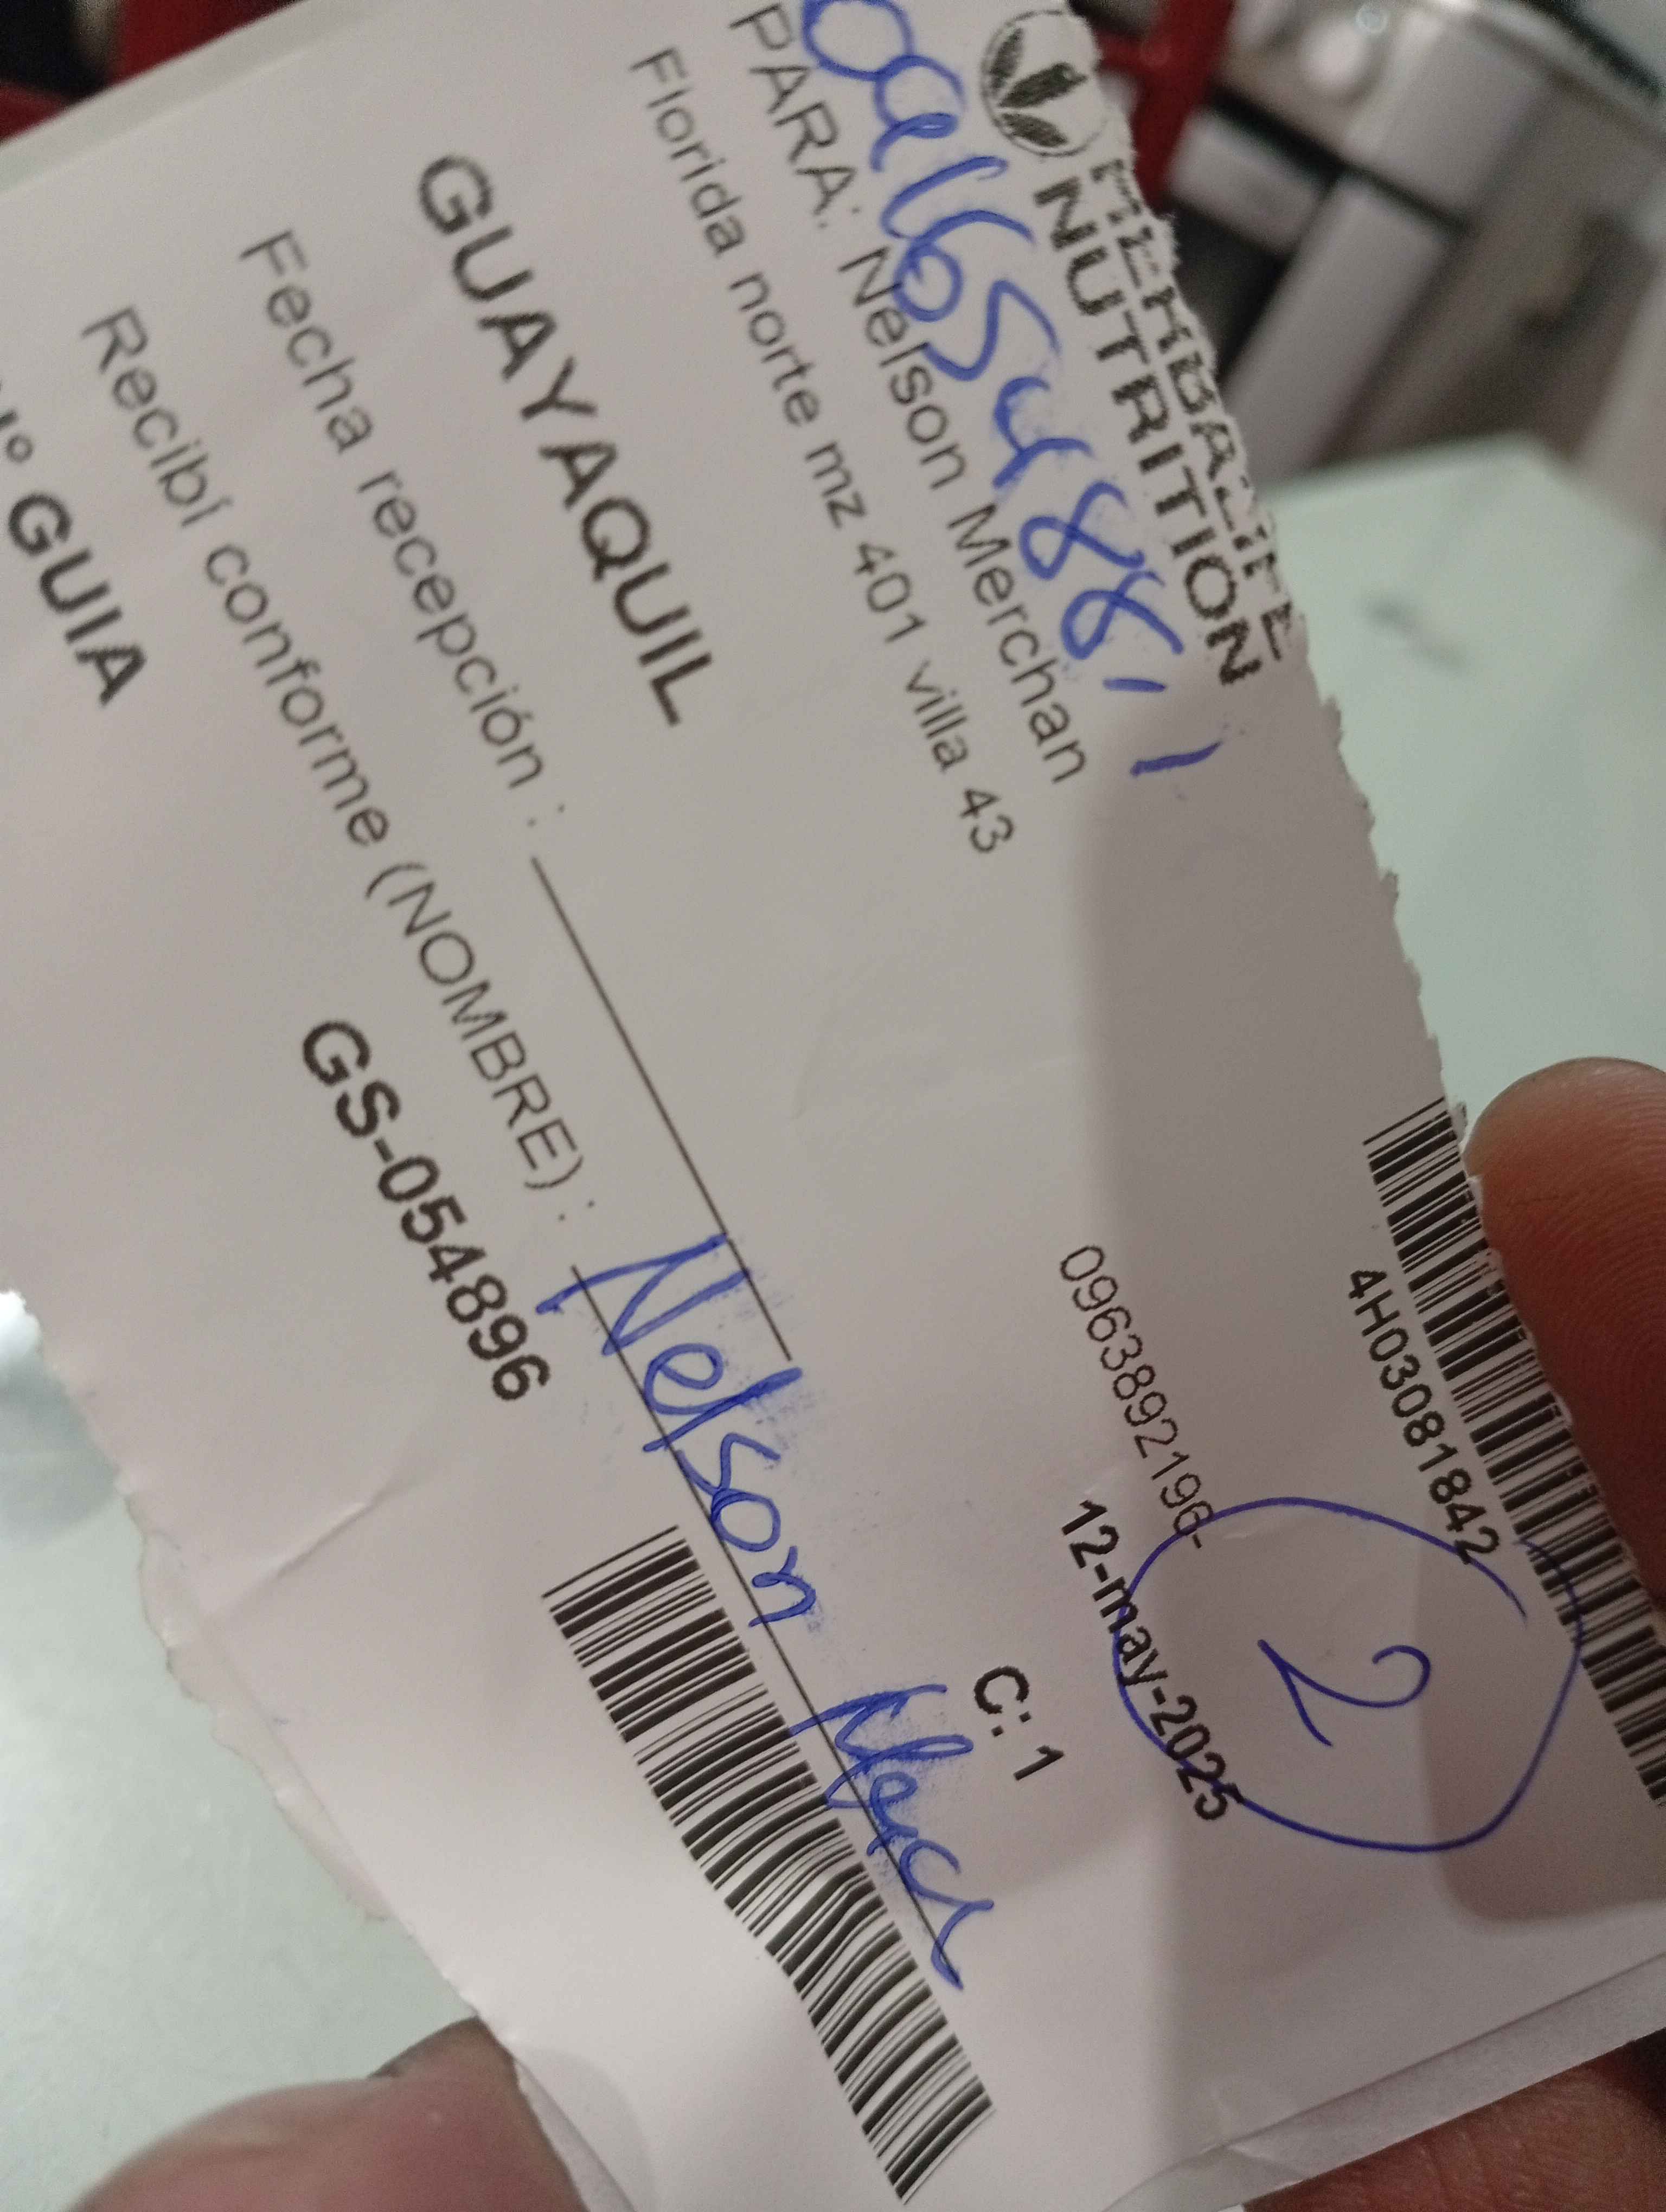 HERBALIFE
NUTRITION
4H03081842
2
PARA: Nelson Merchan
0963892196-
Florida norte mz 401 villa 43
12-may-2025
GUAYAQUIL
C: 1
Fecha recepción :
Recibí conforme (NOMBRE) : Nelson
N° GUIA
GS-054896